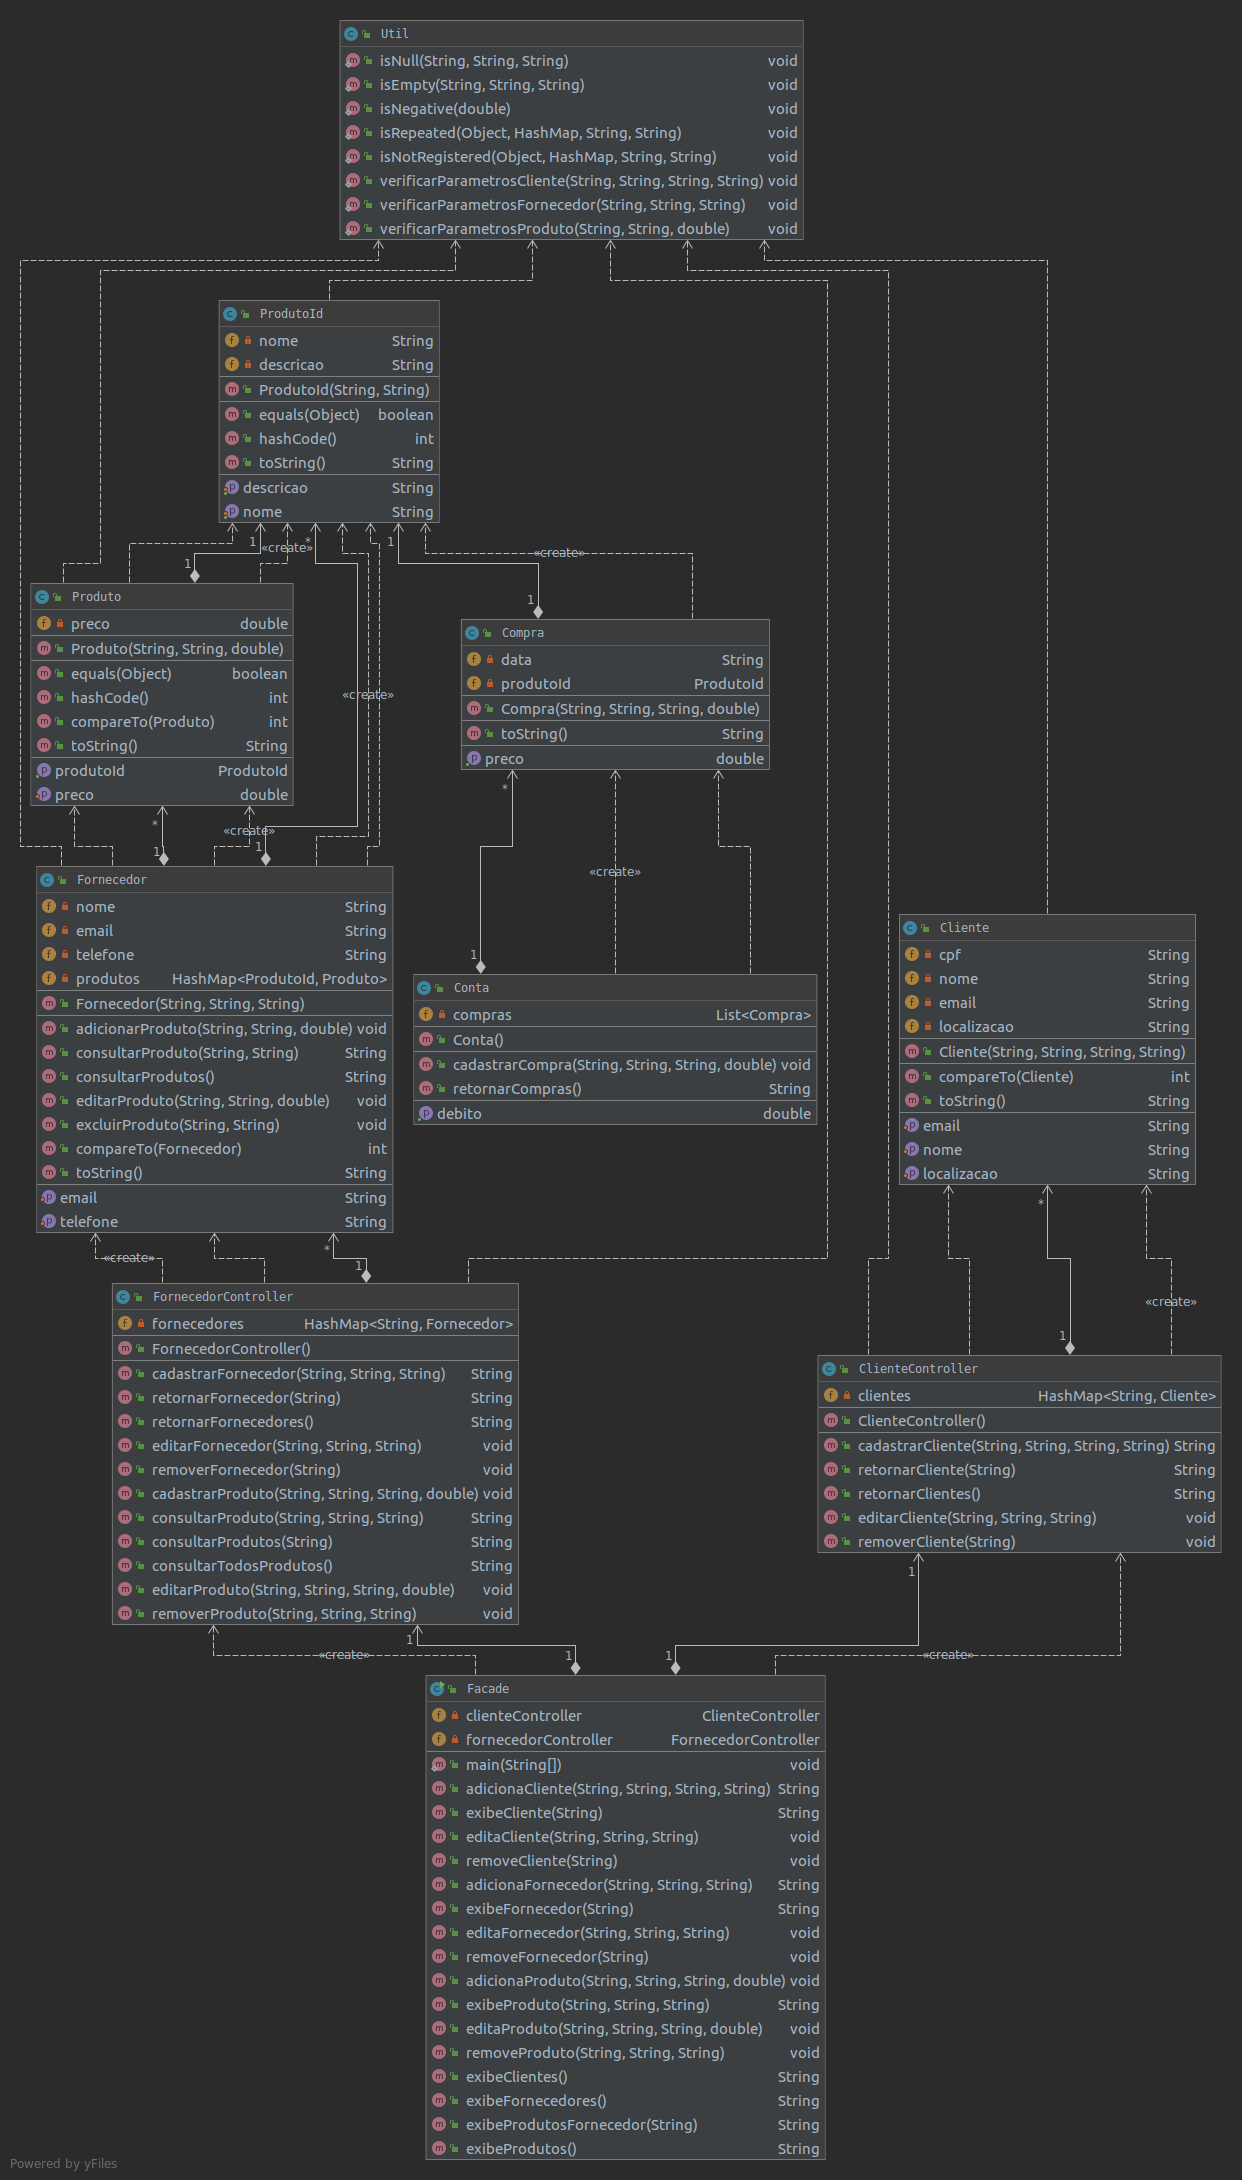 Util
isNull(String, String, String) void
isEmpty(String, String, String) void
isNegative(double) void
isRepeated(Object, HashMap, String, String) void
isNotRegistered(Object, HashMap, String, String) void
verificarParametrosCliente(String, String, String, String) void
verificarParametrosFornecedor(String, String, String) void
verificarParametrosProduto(String, String, double) void
ProdutoId
nome String
descricao String
ProdutoId(String, String)
equals(Object) boolean
hashCode() int
toString() String
descricao String
nome String
1 «create» * 1
«create»
1
1
Produto
preco double
Produto(String, String, double)
equals(Object) boolean
hashCode() int
compareTo(Produto) int
toString() String
produtoId ProdutoId
preco double
«create»
Compra
data String
produtoId ProdutoId
Compra(String, String, String, double)
toString() String
preco double
*
* «create»
1 1
«create»
1
Fornecedor
nome String
email String
telefone String
produtos HashMap<ProdutoId, Produto>
Fornecedor(String, String, String)
adicionarProduto(String, String, double) void
consultarProduto(String, String) String
consultarProdutos() String
editarProduto(String, String, double) void
excluirProduto(String, String) void
compareTo(Fornecedor) int
toString() String
email String
telefone String
Conta
compras List<Compra>
Conta()
cadastrarCompra(String, String, String, double) void
retornarCompras() String
debito double
Cliente
cpf String
nome String
email String
localizacao String
Cliente(String, String, String, String)
compareTo(Cliente) int
toString() String
email String
nome String
localizacao String
*
«create» *
1
«create»
1
FornecedorController
fornecedores HashMap<String, Fornecedor>
FornecedorController()
cadastrarFornecedor(String, String, String) String
retornarFornecedor(String) String
retornarFornecedores() String
editarFornecedor(String, String, String) void
removerFornecedor(String) void
cadastrarProduto(String, String, String, double) void
consultarProduto(String, String, String) String
consultarProdutos(String) String
consultarTodosProdutos() String
editarProduto(String, String, String, double) void
removerProduto(String, String, String) void
ClienteController
clientes HashMap<String, Cliente>
ClienteController()
cadastrarCliente(String, String, String, String) String
retornarCliente(String) String
retornarClientes() String
editarCliente(String, String, String) void
removerCliente(String) void
1
1
«create» 1 1 «create»
Facade
clienteController ClienteController
fornecedorController FornecedorController
main(String[]) void
adicionaCliente(String, String, String, String) String
exibeCliente(String) String
editaCliente(String, String, String) void
removeCliente(String) void
adicionaFornecedor(String, String, String) String
exibeFornecedor(String) String
editaFornecedor(String, String, String) void
removeFornecedor(String) void
adicionaProduto(String, String, String, double) void
exibeProduto(String, String, String) String
editaProduto(String, String, String, double) void
removeProduto(String, String, String) void
exibeClientes() String
exibeFornecedores() String
exibeProdutosFornecedor(String) String
exibeProdutos() String
Powered by yFiles